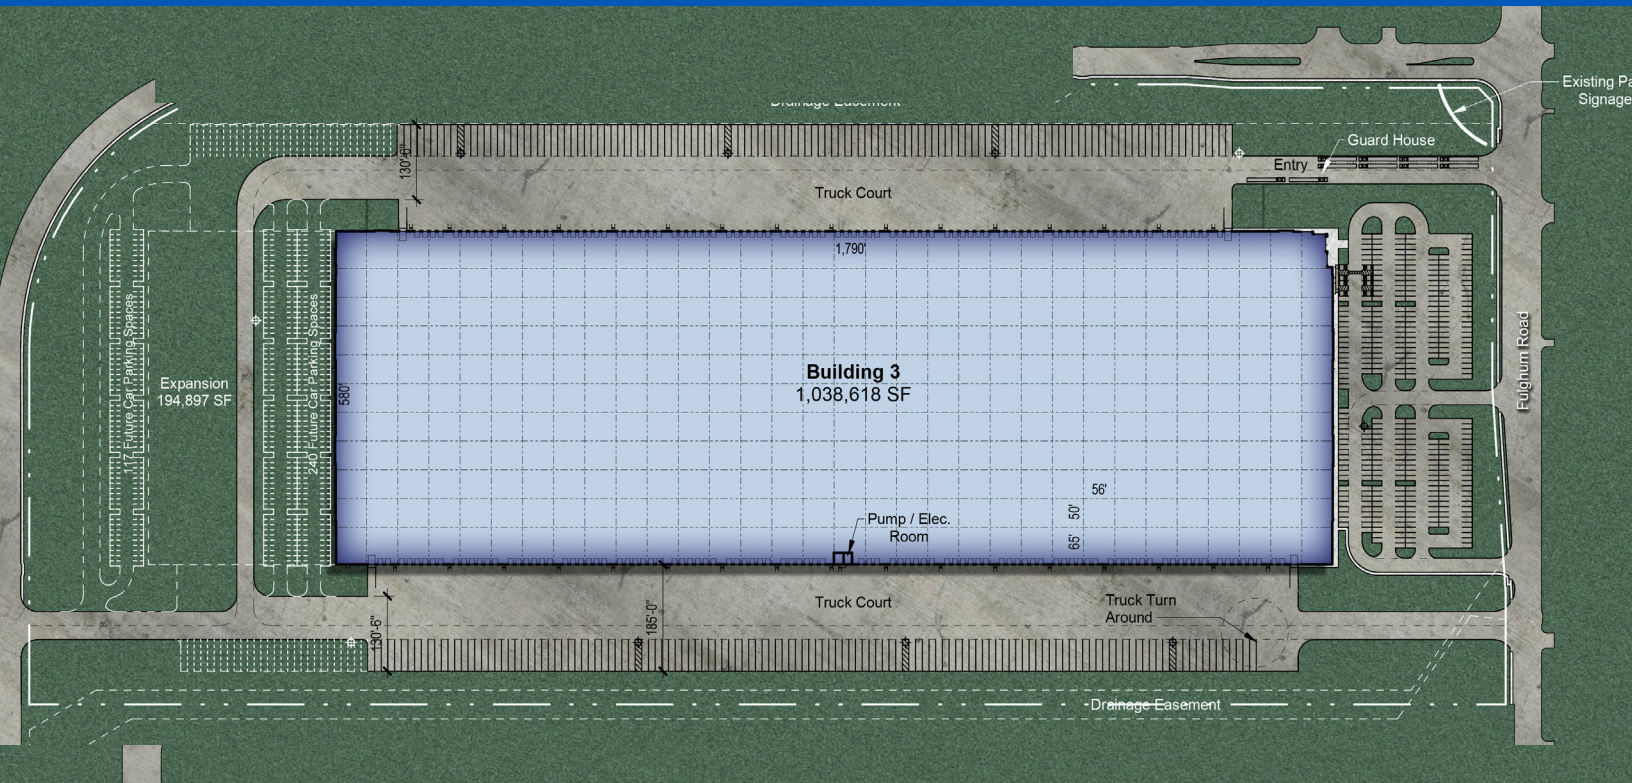 Drainage Easement
Existing
Signage
Guard House
Entry
130'-6"
Truck Court
1,790'
117 Future Car Parking Spaces
Expansion
194,897 SF
240 Future Car Parking Spaces
580'
Building 3
1,038,618 SF
Fulghum Road
56'
50'
65'
Pump / Elec.
Room
Truck Court
130'-6"
185'-0"
Truck Turn
Around
Drainage Easement